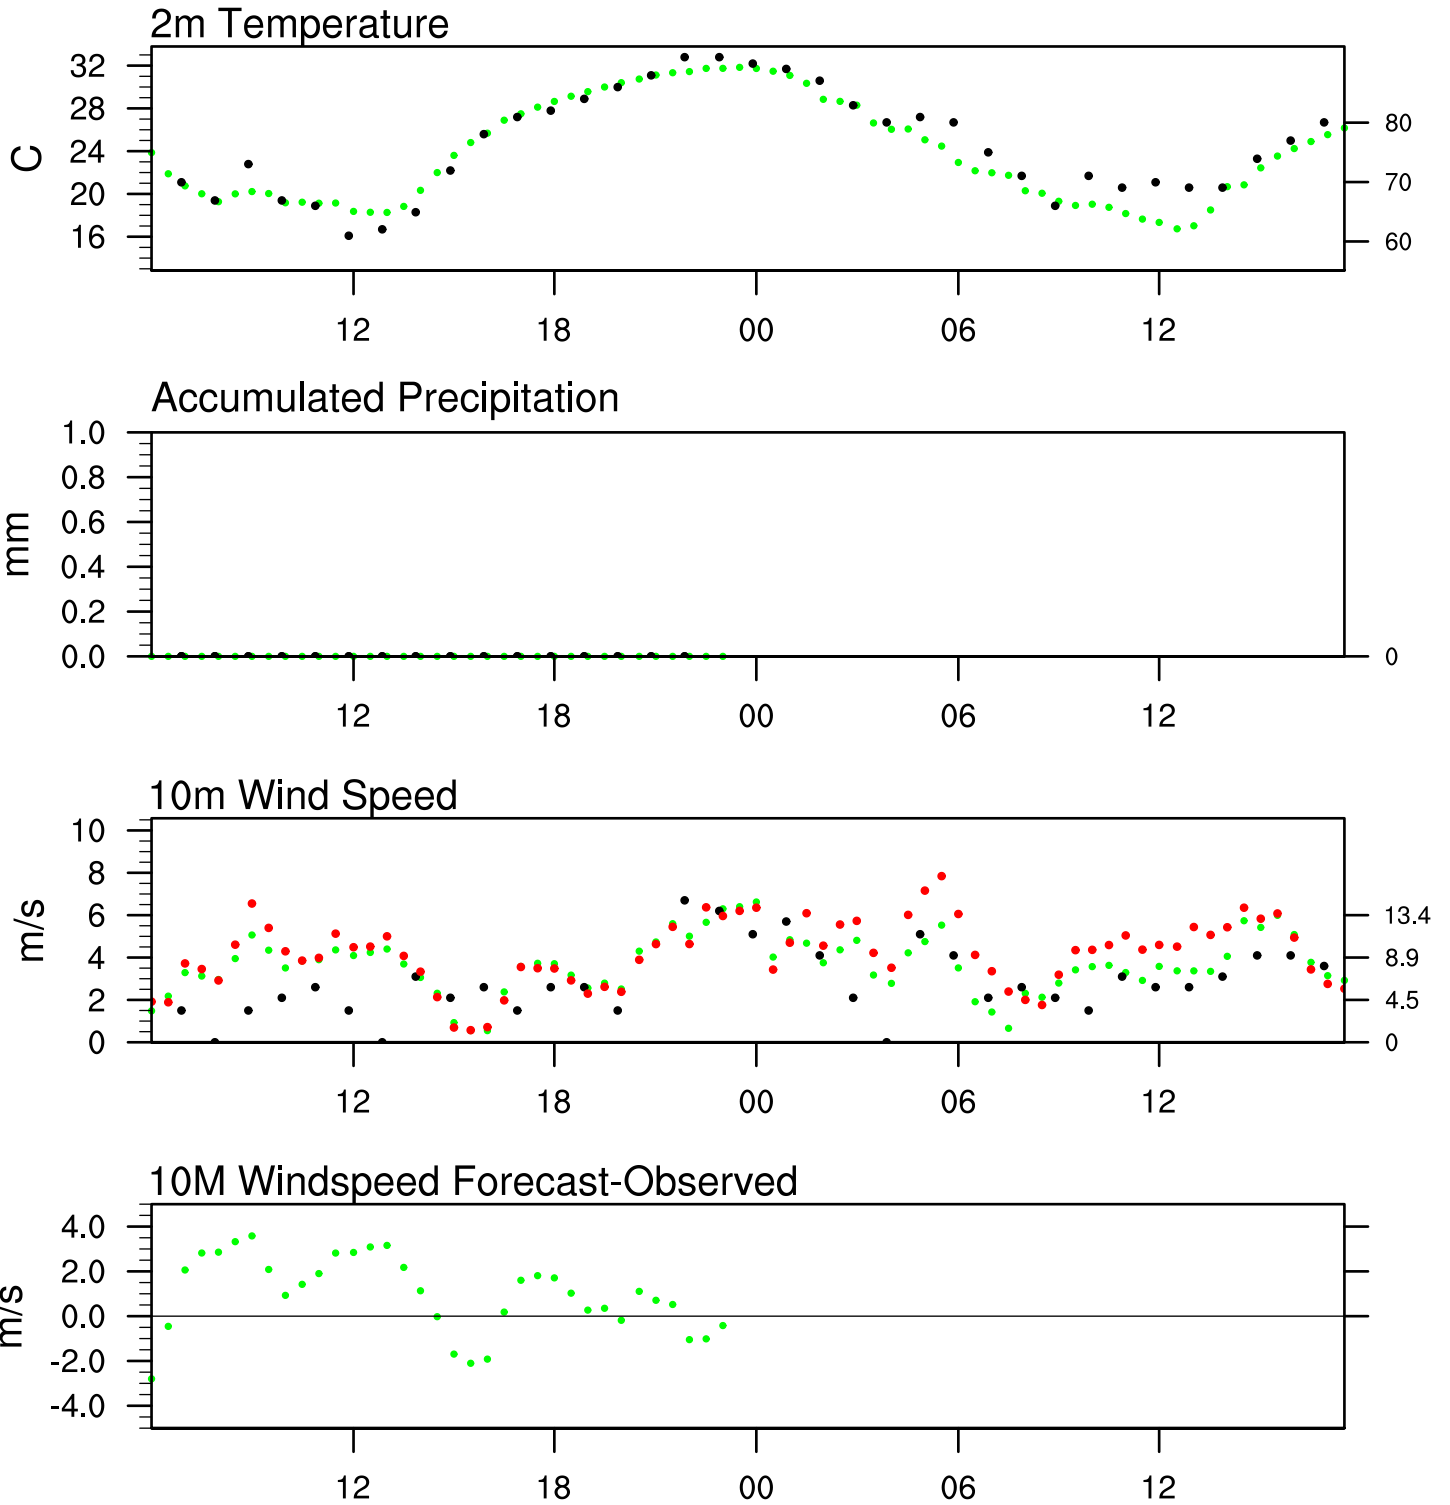 2m Temperature
32
28
24
20
16
C
80
70
60
12 18 00 06 12
Accumulated Precipitation
1.0
0.8
0.6
0.4
0.2
0.0
mm
0
12 18 00 06 12
10m Wind Speed
10
8
6
4
2
0
m/s
13.4
8.9
4.5
0
12 18 00 06 12
10M Windspeed Forecast-Observed
4.0
2.0
0.0
-2.0
-4.0
m/s
12 18 00 06 12